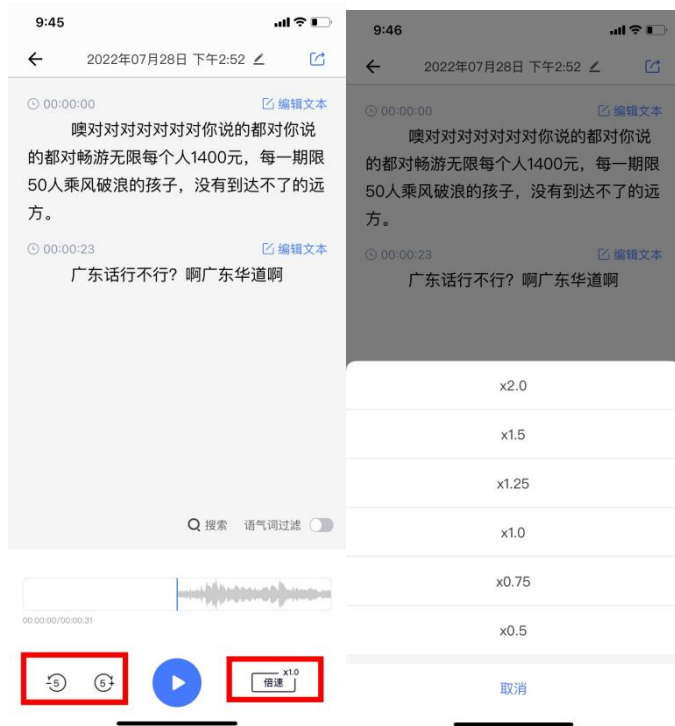 9:45
2022年07月28日 下午2:52
00:00:00 编辑文本
噢对对对对对对对你说的都对你说
的都对畅游无限每个人1400元，每一期限
50人乘风破浪的孩子，没有到达不了的远
方。
00:00:23 编辑文本
广东话行不行？啊广东华道啊
搜索 语气词过滤
00:00:00/00:00:31
-5 5+ 倍速 x1.0
9:46
2022年07月28日 下午2:52
00:00:00 编辑文本
噢对对对对对对对你说的都对你说
的都对畅游无限每个人1400元，每一期限
50人乘风破浪的孩子，没有到达不了的远
方。
00:00:23 编辑文本
广东话行不行？啊广东华道啊
x2.0
x1.5
x1.25
x1.0
x0.75
x0.5
取消